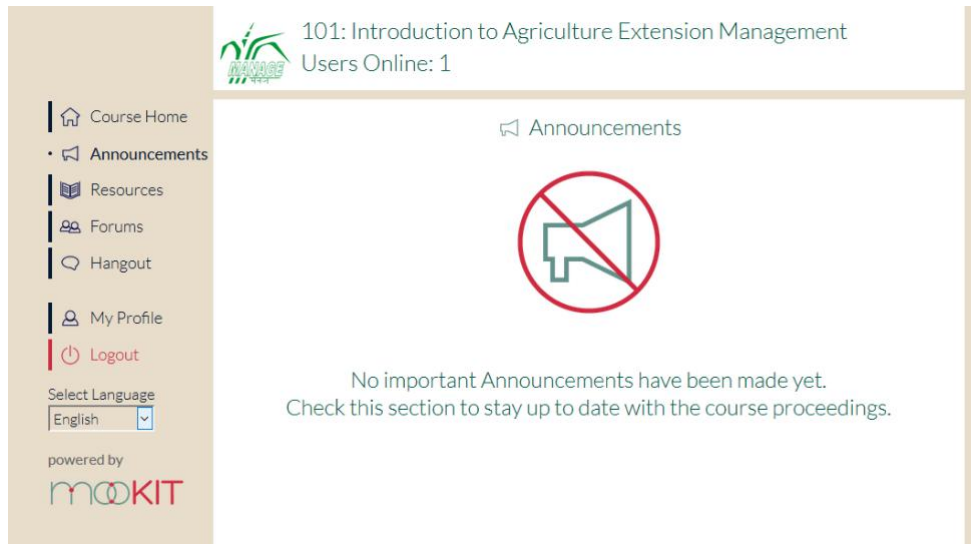 101: Introduction to Agriculture Extension Management
Users Online: 1
MANAGE
मैनेज
Course Home
Announcements
Resources
Forums
Hangout
My Profile
Logout
Select Language
English
powered by
mooKIT
Announcements
No important Announcements have been made yet.
Check this section to stay up to date with the course proceedings.